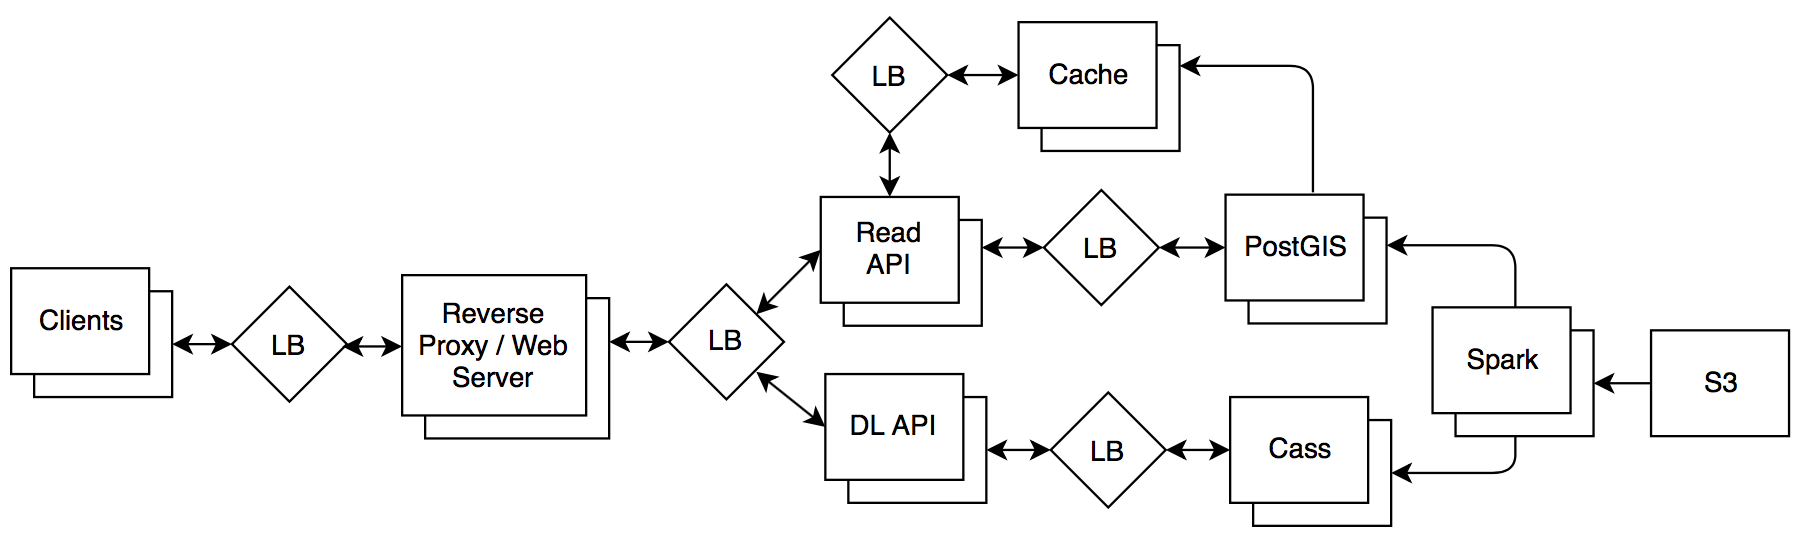 LB
Cache
Read
API
LB
PostGIS
Clients
LB
Reverse
Proxy / Web
Server
LB
Spark
S3
DL API
LB
Cass